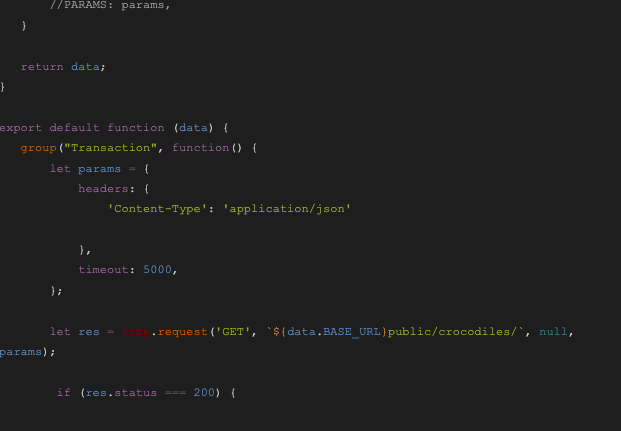 //PARAMS: params,
}
return data;
}
export default function (data) {
group("Transaction", function() {
let params = {
headers: {
'Content-Type': 'application/json'
},
timeout: 5000,
};
let res = http.request('GET', `${data.BASE_URL}public/crocodiles/`, null,
params);
if (res.status === 200) {